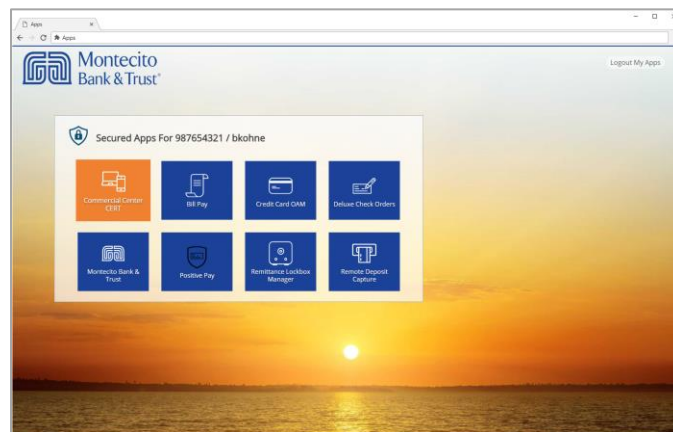 Apps
Apps
Montecito
Bank & Trust
Logout My Apps
Secured Apps For 987654321 / bkohne
Commercial Center
CERT
Bill Pay
Credit Card OAM
Deluxe Check Orders
Montecito Bank &
Trust
Positive Pay
Remittance Lockbox
Manager
Remote Deposit
Capture